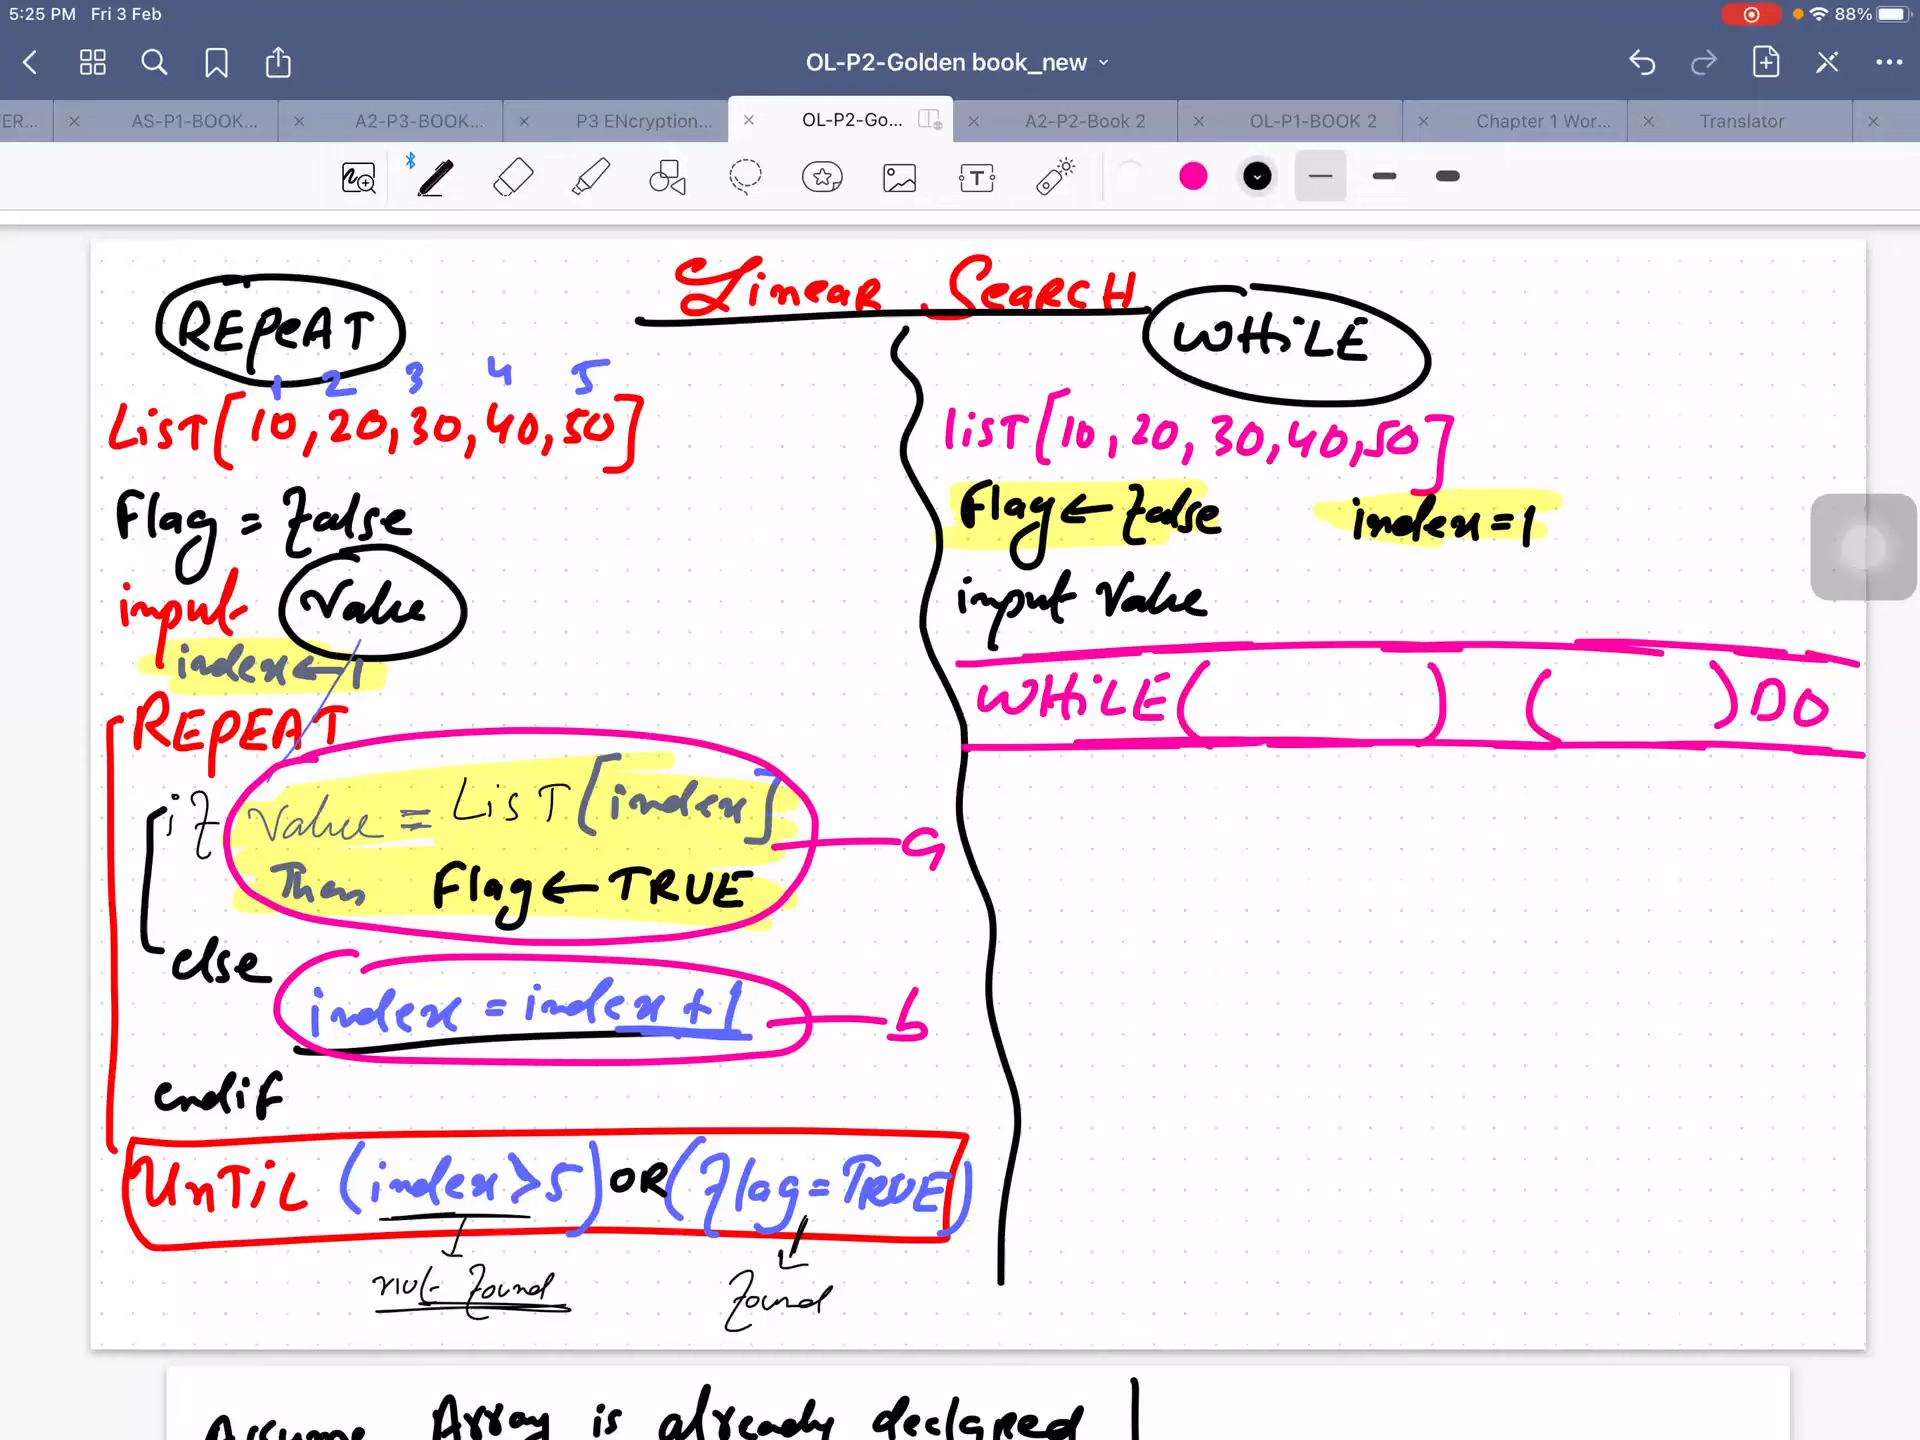 5:25 PM Fri 3 Feb
88%
OL-P2-Golden book_new
ER...
AS-P1-BOOK...
A2-P3-BOOK...
P3 ENcryption...
OL-P2-Go...
A2-P2-Book 2
OL-P1-BOOK 2
Chapter 1 Wor...
Translator
Linear Search
REPeAT
1 2 3 4 5
LisT[10,20,30,40,50]
Flag = False
input Value
index ← 1
REPEAT
if Value = LisT[index]
Then Flag ← TRUE
a
else
index = index + 1
b
endif
UnTiL (index > 5) OR (Flag = TRUE)
not found
found
WHiLE
lisT[10, 20, 30, 40, 50]
Flag ← False index = 1
input Value
WHiLE ( ) ( ) DO
Assume Array is already declared